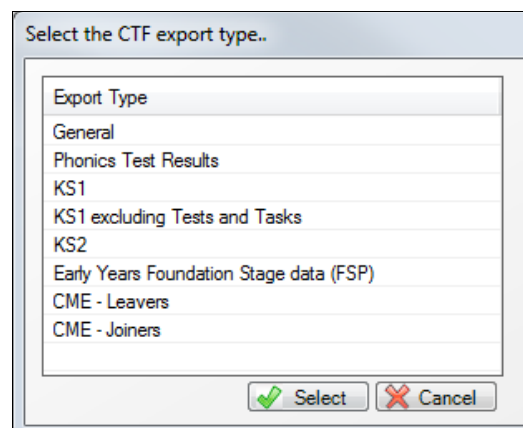 Select the CTF export type..
Export Type
General
Phonics Test Results
KS1
KS1 excluding Tests and Tasks
KS2
Early Years Foundation Stage data (FSP)
CME - Leavers
CME - Joiners
Select Cancel